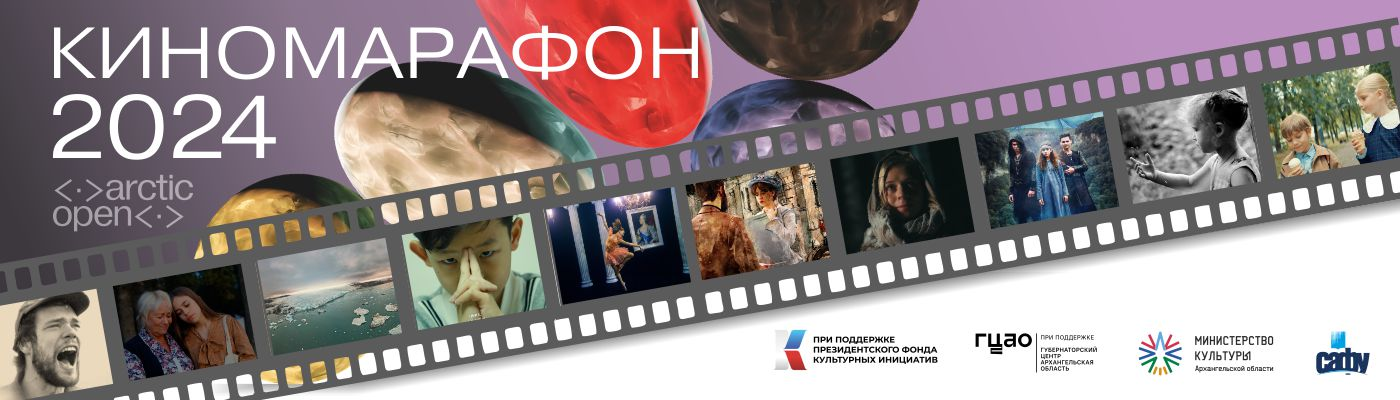 КИНОМАРАФОН
2024
<·>arctic
open<·>
ПРИ ПОДДЕРЖКЕ
ПРЕЗИДЕНТСКОГО ФОНДА
КУЛЬТУРНЫХ ИНИЦИАТИВ
гцао
ПРИ ПОДДЕРЖКЕ
ГУБЕРНАТОРСКИЙ
ЦЕНТР
АРХАНГЕЛЬСКАЯ
ОБЛАСТЬ
МИНИСТЕРСТВО
КУЛЬТУРЫ
Архангельской области
сафу